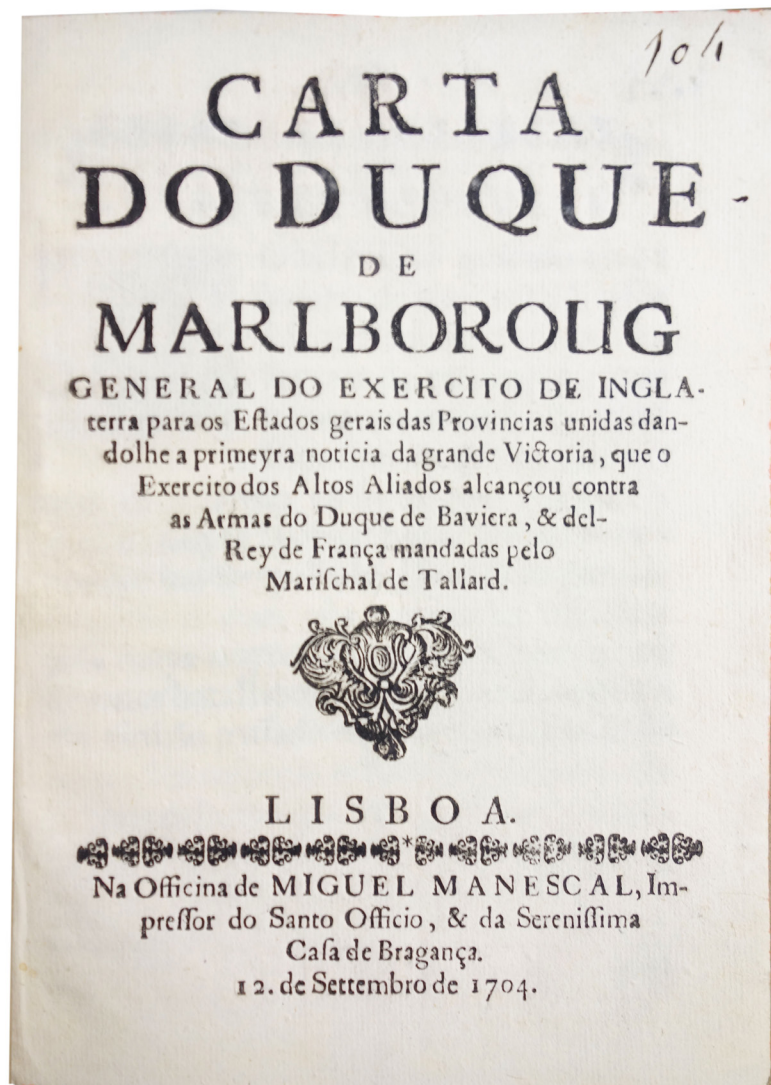 104
CARTA
DO DUQUE
DE
MARLBOROUG
GENERAL DO EXERCITO DE INGLA-
terra para os Eſtados gerais das Provincias unidas dan-
dolhe a primeyra noticia da grande Victoria, que o
Exercito dos Altos Aliados alcançou contra
as Armas do Duque de Baviera, & del-
Rey de França mandadas pelo
Mariſchal de Tallard.
LISBOA.
Na Officina de MIGUEL MANESCAL, Im-
preſſor do Santo Officio, & da Sereniſſima
Caſa de Bragança.
12. de Settembro de 1704.